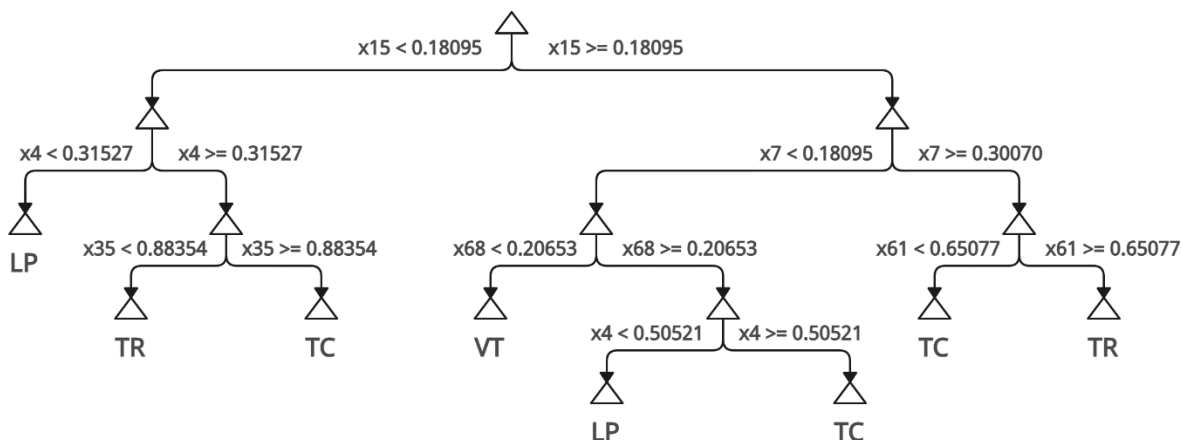 x15 < 0.18095 x15 >= 0.18095
x4 < 0.31527 x4 >= 0.31527 x7 < 0.18095 x7 >= 0.30070
LP x35 < 0.88354 x35 >= 0.88354 x68 < 0.20653 x68 >= 0.20653 x61 < 0.65077 x61 >= 0.65077
TR TC VT x4 < 0.50521 x4 >= 0.50521 TC TR
LP TC